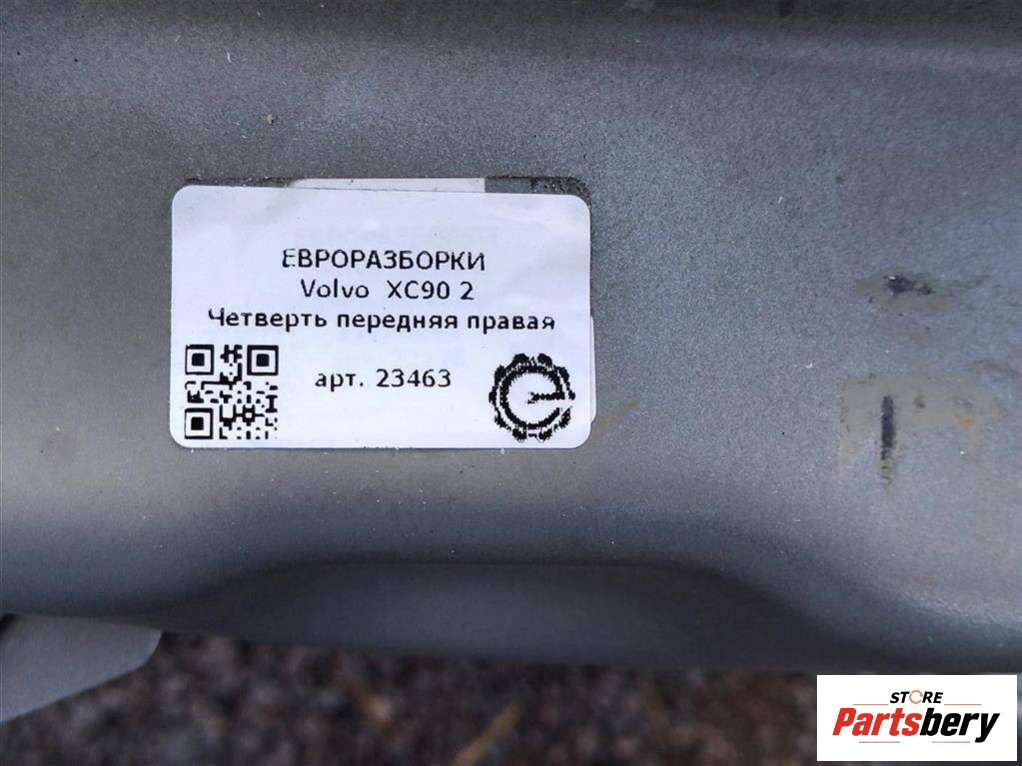 ЕВРОРАЗБОРКИ
Volvo XC90 2
Четверть передняя правая
арт. 23463
STORE
Partsbery